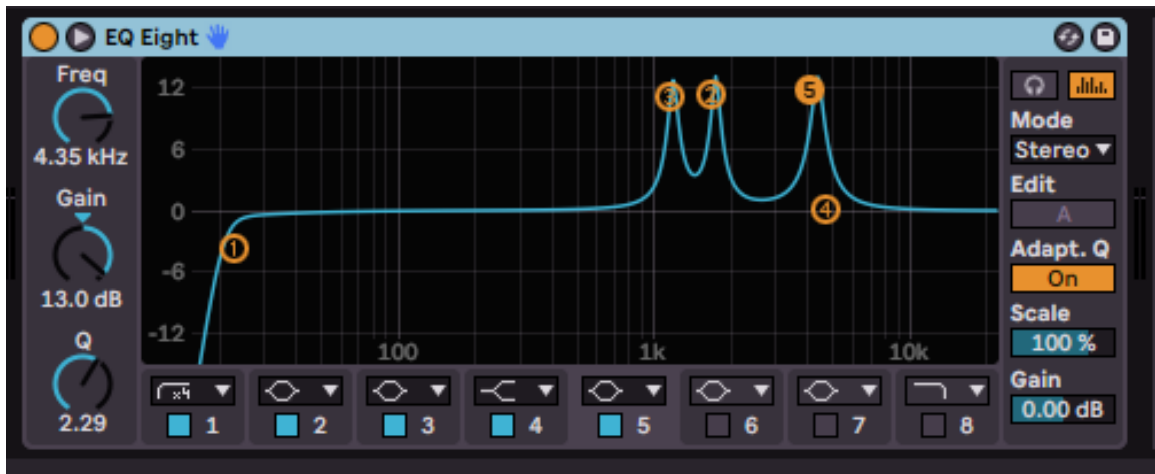 EQ Eight
Freq
4.35 kHz
Gain
13.0 dB
Q
2.29
12
6
0
-6
-12
100
1k
10k
1
3
2
5
4
x4
1
2
3
4
5
6
7
8
Mode
Stereo
Edit
A
Adapt. Q
On
Scale
100 %
Gain
0.00 dB